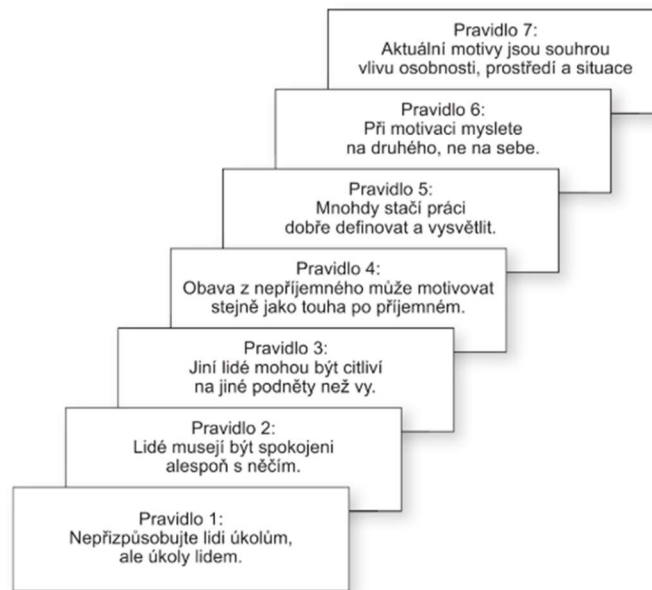 Pravidlo 7:
Aktuální motivy jsou souhrou
vlivu osobnosti, prostředí a situace
Pravidlo 6:
Při motivaci myslete
na druhého, ne na sebe.
Pravidlo 5:
Mnohdy stačí práci
dobře definovat a vysvětlit.
Pravidlo 4:
Obava z nepříjemného může motivovat
stejně jako touha po příjemném.
Pravidlo 3:
Jiní lidé mohou být citliví
na jiné podněty než vy.
Pravidlo 2:
Lidé musejí být spokojeni
alespoň s něčím.
Pravidlo 1:
Nepřizpůsobujte lidi úkolům,
ale úkoly lidem.